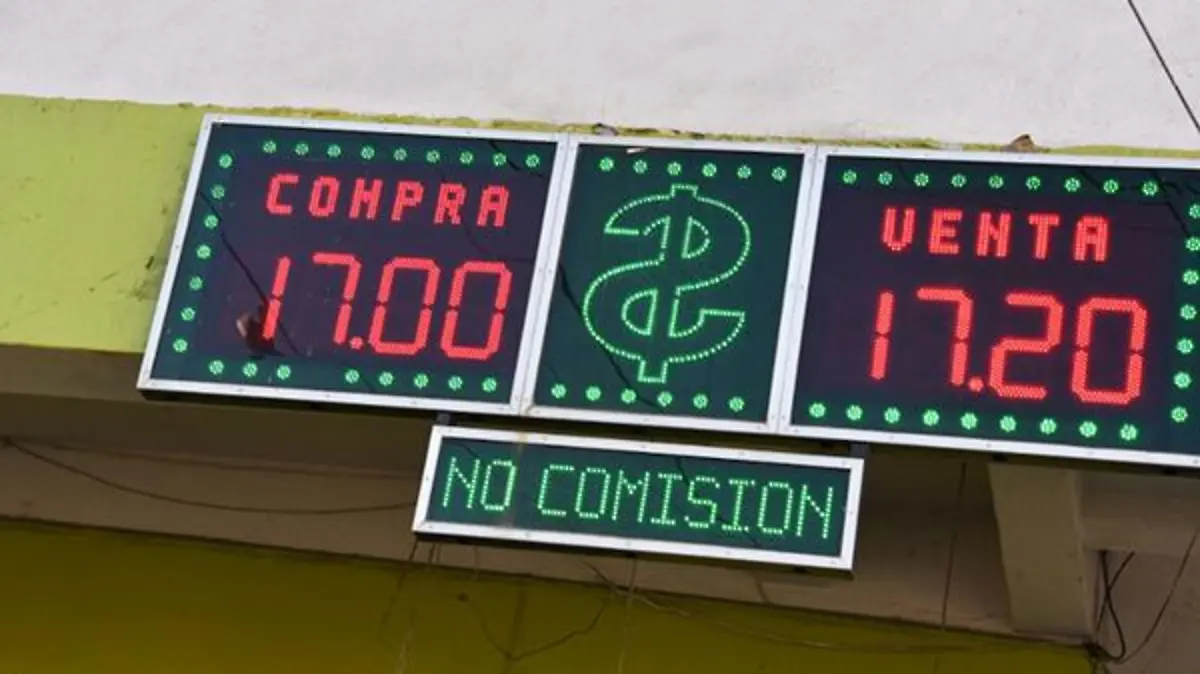 COMPRA
17.00
$
VENTA
17.20
NO COMISION